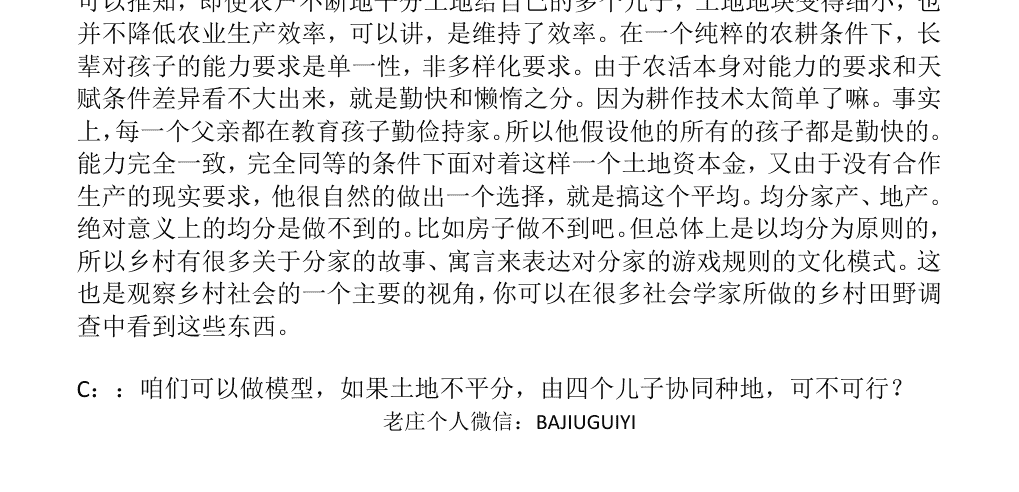 可以推知，即使农户不断地平分土地给自己的多个儿子，土地地块变得细小，也
并不降低农业生产效率，可以讲，是维持了效率。在一个纯粹的农耕条件下，长
辈对孩子的能力要求是单一性，非多样化要求。由于农活本身对能力的要求和天
赋条件差异看不大出来，就是勤快和懒惰之分。因为耕作技术太简单了嘛。事实
上，每一个父亲都在教育孩子勤俭持家。所以他假设他的所有的孩子都是勤快的。
能力完全一致，完全同等的条件下面对着这样一个土地资本金，又由于没有合作
生产的现实要求，他很自然的做出一个选择，就是搞这个平均。均分家产、地产。
绝对意义上的均分是做不到的。比如房子做不到吧。但总体上是以均分为原则的，
所以乡村有很多关于分家的故事、寓言来表达对分家的游戏规则的文化模式。这
也是观察乡村社会的一个主要的视角，你可以在很多社会学家所做的乡村田野调
查中看到这些东西。
C：：咱们可以做模型，如果土地不平分，由四个儿子协同种地，可不可行？
老庄个人微信：BAJIUGUIYI